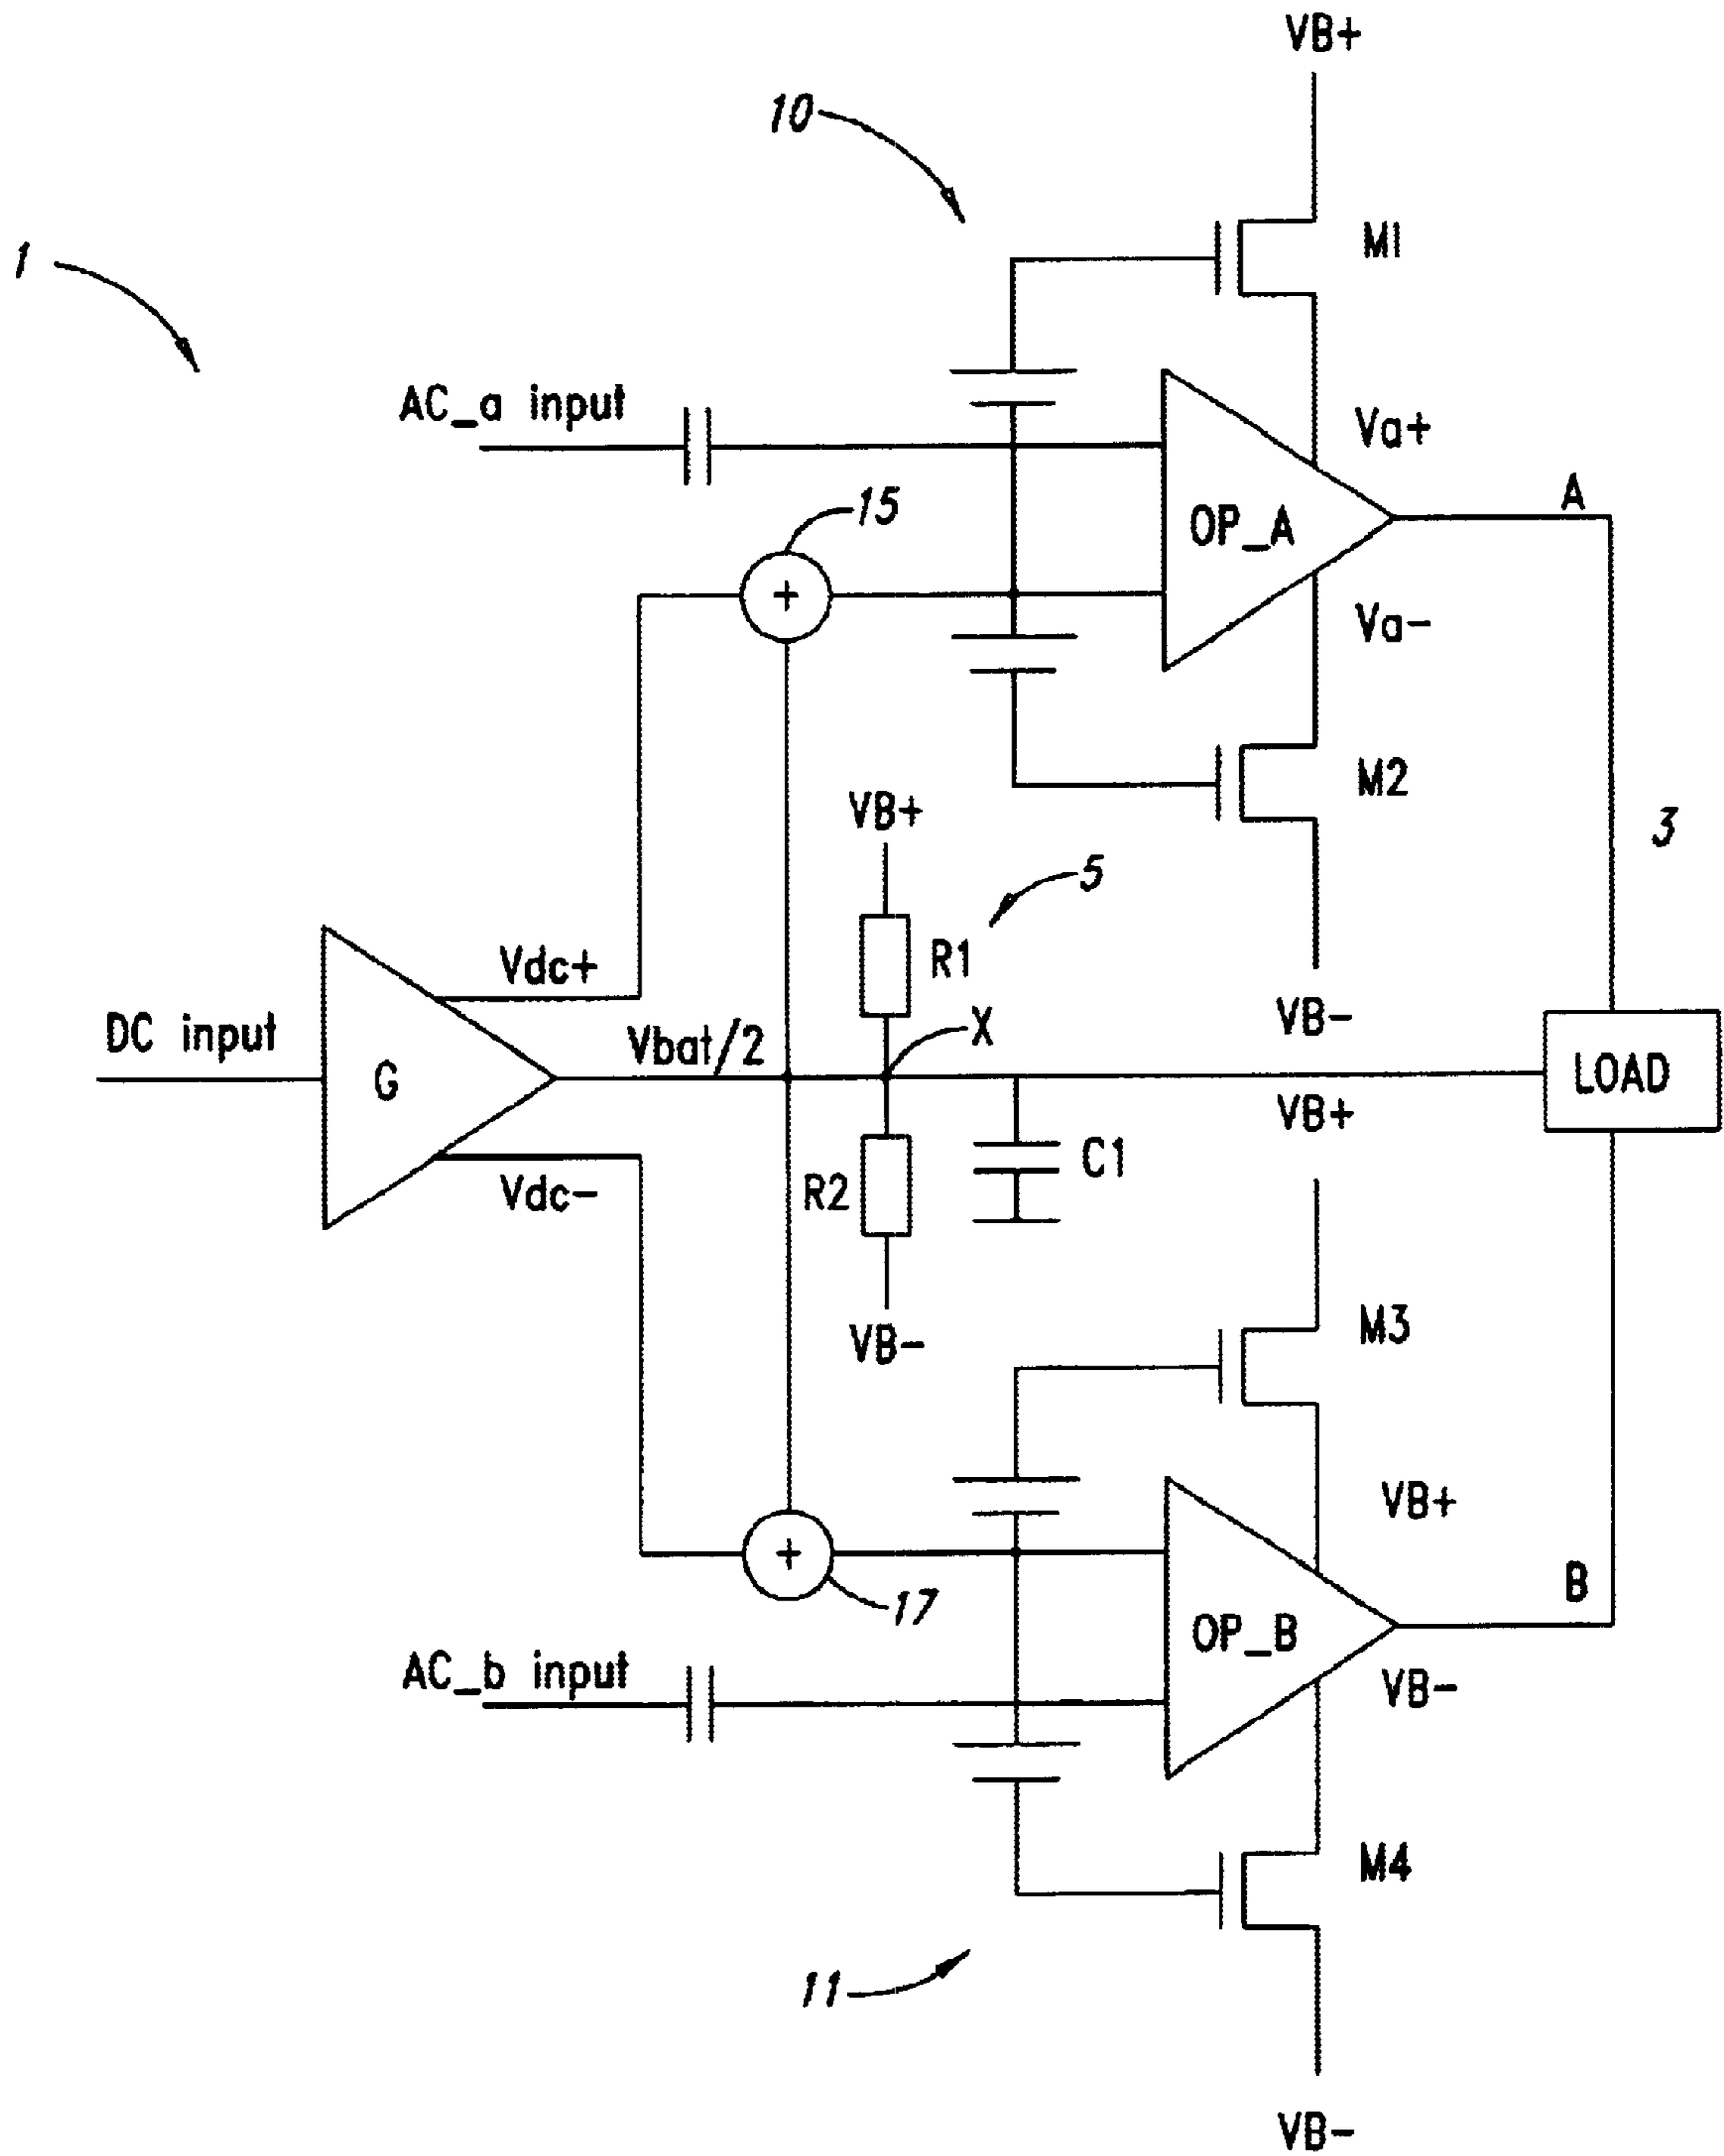 VB+
10
M1
1
AC_a input
Va+
15
A
OP_A
+
Va-
M2
VB+
3
5
R1
Vdc+
X
VB-
DC input
Vbat/2
G
LOAD
VB+
C1
R2
Vdc-
M3
VB-
VB+
+
B
17
OP_B
AC_b input
VB-
M4
11
VB-